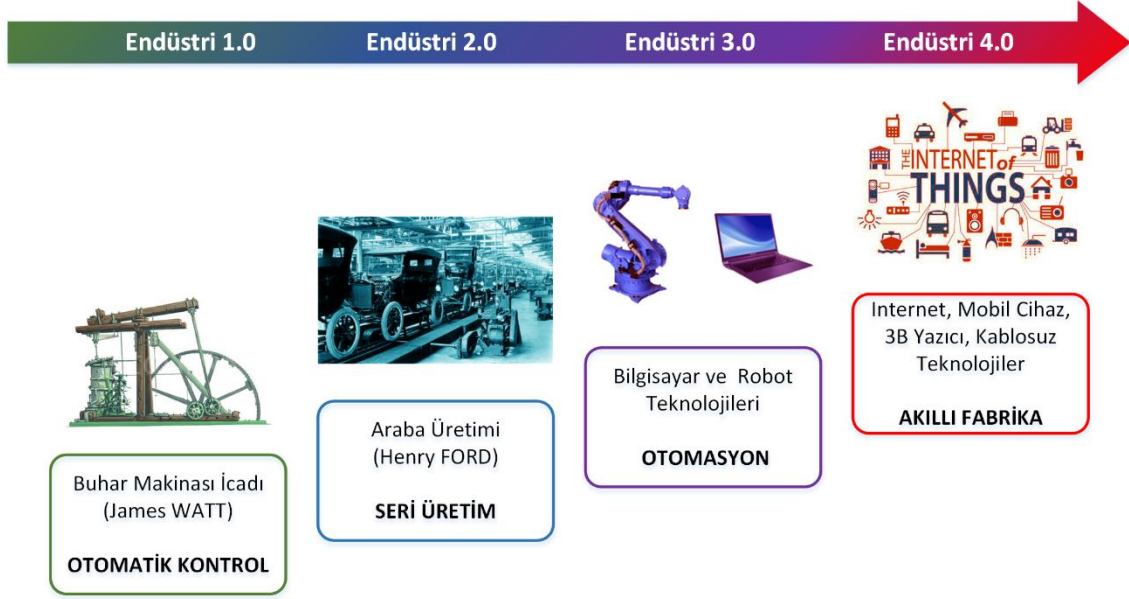 Endüstri 1.0
Endüstri 2.0
Endüstri 3.0
Endüstri 4.0
THE INTERNET of
THINGS
Buhar Makinası İcadı
(James WATT)
OTOMATİK KONTROL
Araba Üretimi
(Henry FORD)
SERİ ÜRETİM
Bilgisayar ve Robot
Teknolojileri
OTOMASYON
Internet, Mobil Cihaz,
3B Yazıcı, Kablosuz
Teknolojiler
AKILLI FABRİKA